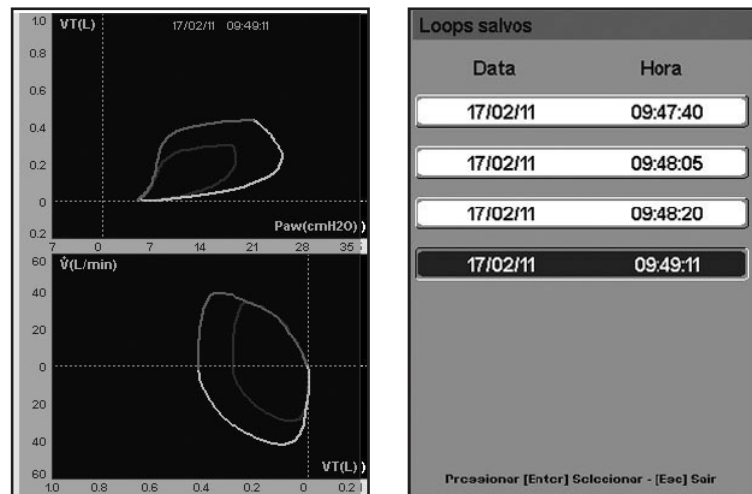 1.0 VT(L) 17/02/11 09:49:11
0.8
0.6
0.4
0.2
0
0.2 Paw(cmH2O)
7 0 7 14 21 28 35
60 V̇(L/min)
40
20
0
20
40
60 VT(L)
1.0 0.8 0.6 0.4 0.2 0 0.2
Loops salvos
Data Hora
17/02/11 09:47:40
17/02/11 09:48:05
17/02/11 09:48:20
17/02/11 09:49:11
Pressionar [Enter] Selecionar - [Esc] Sair